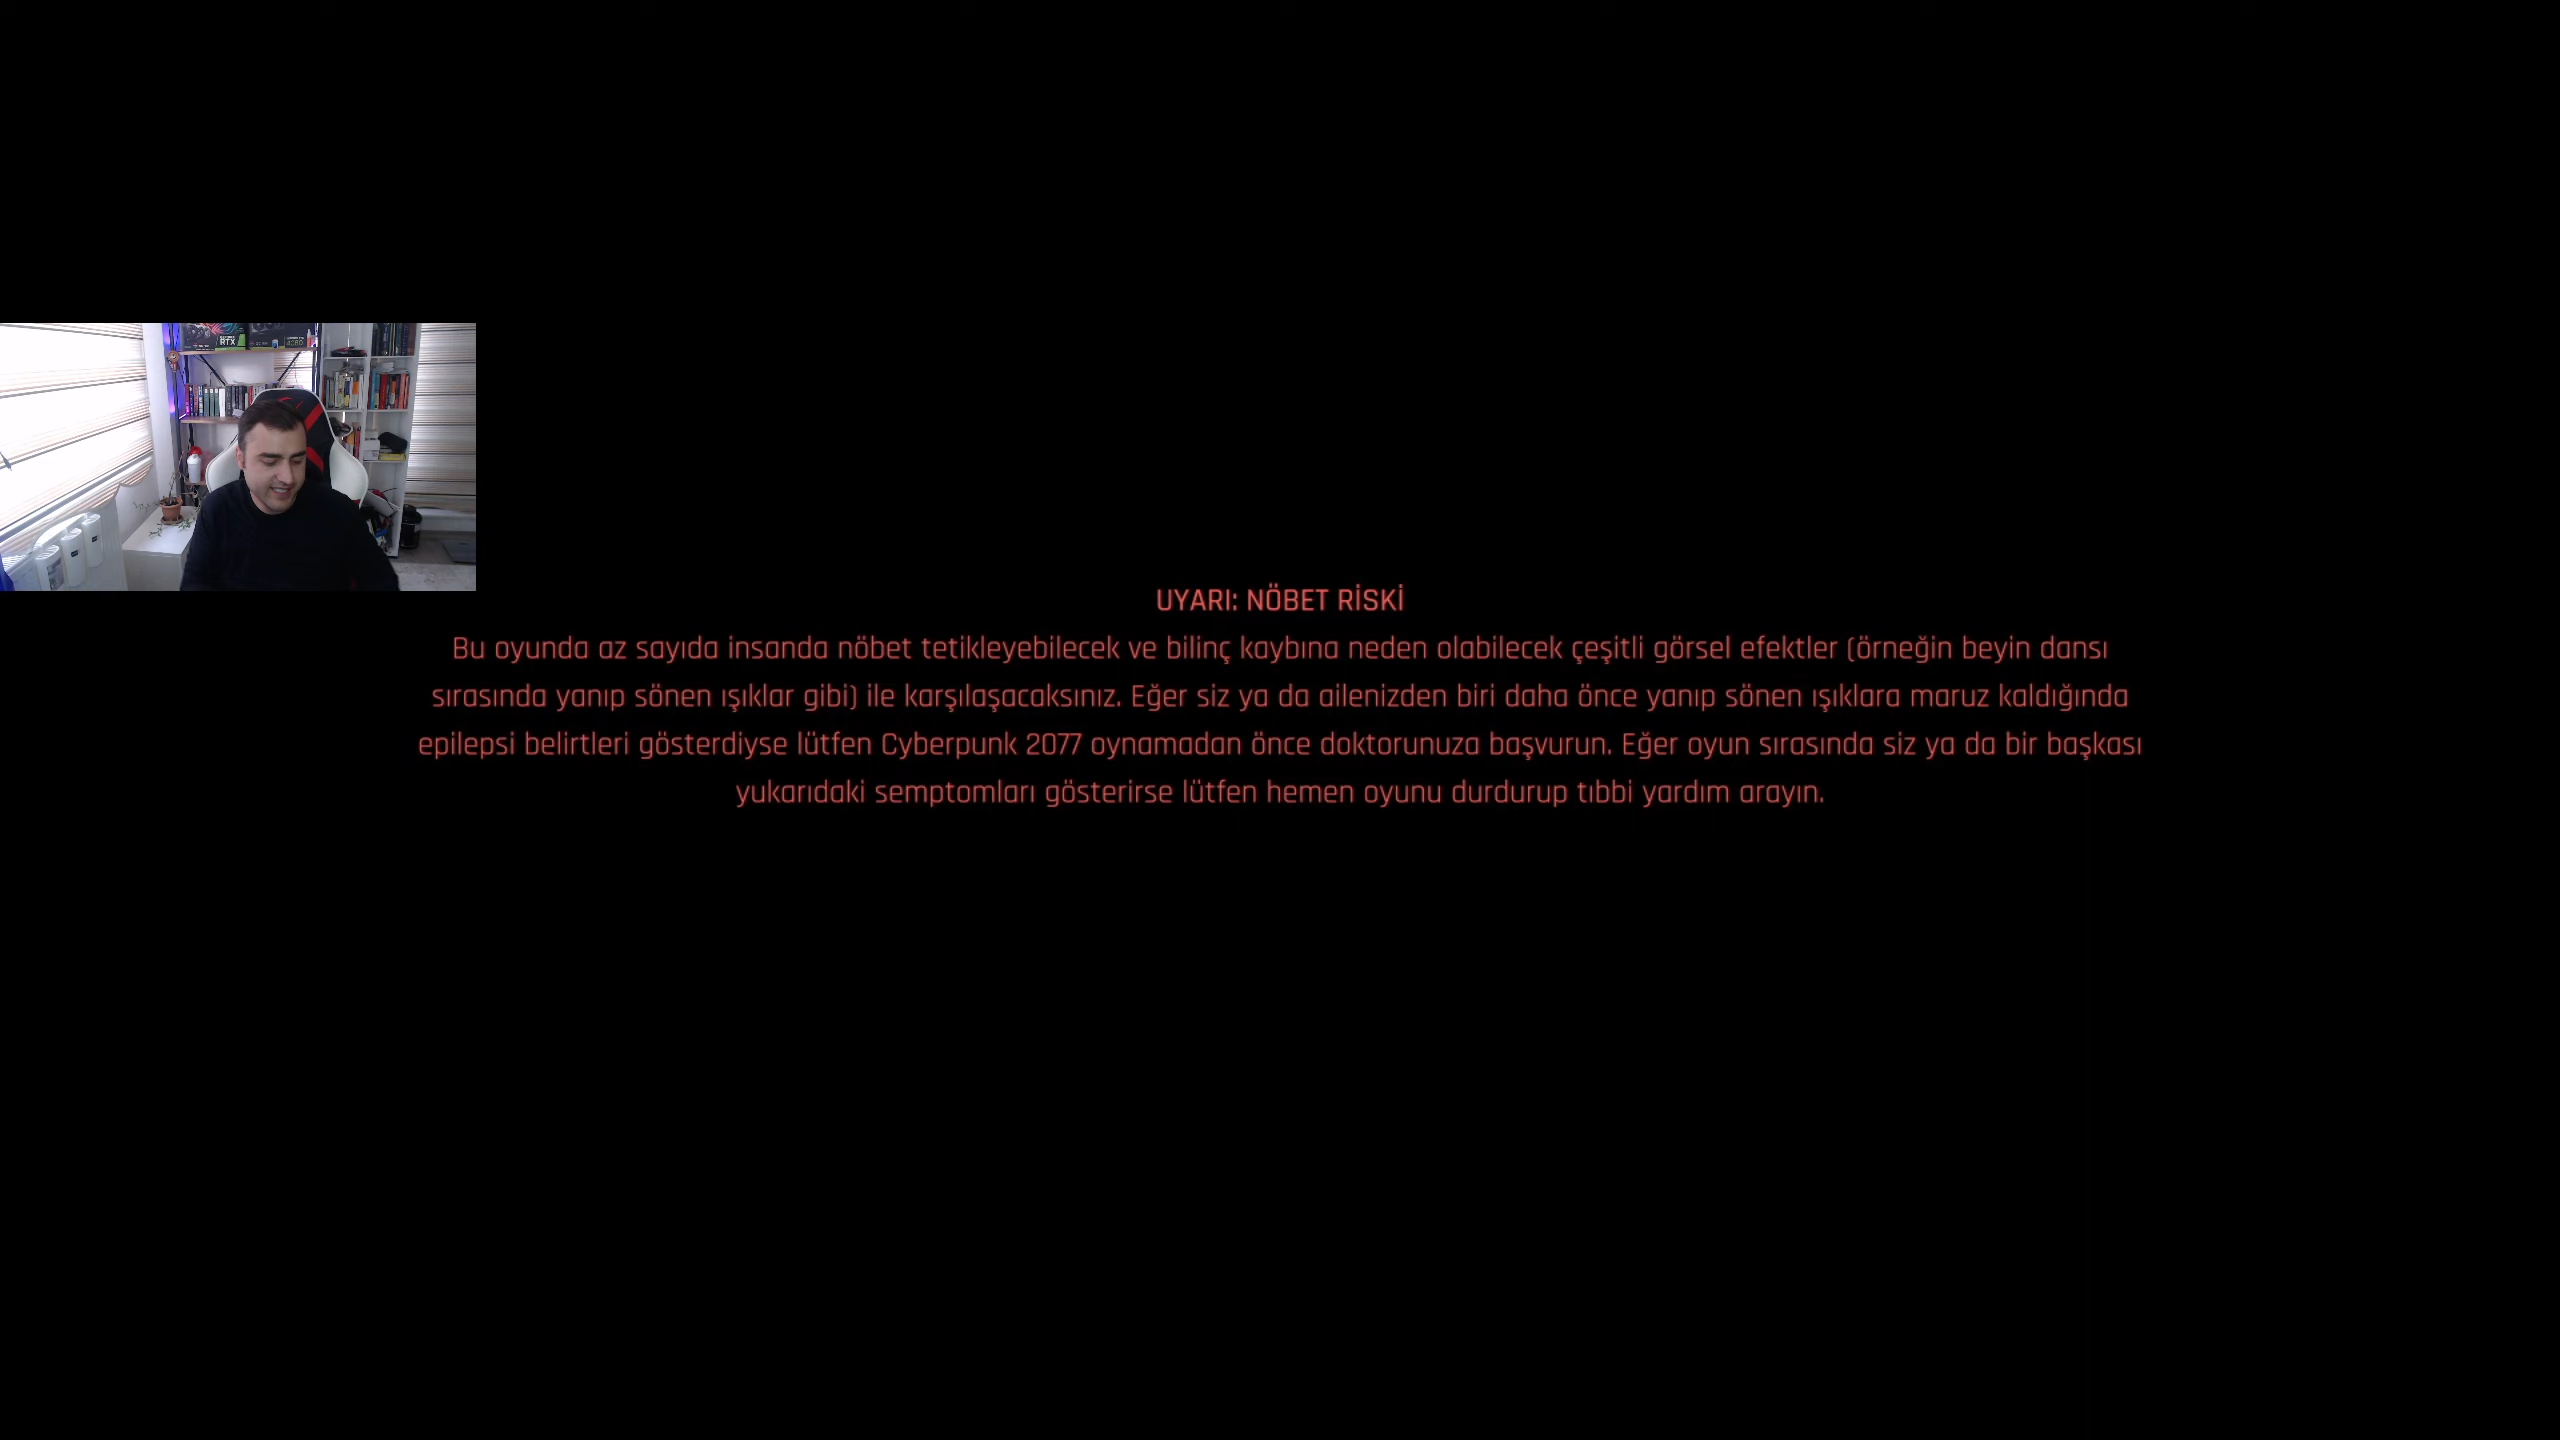 RTX
4080
UYARI: NÖBET RİSKİ
Bu oyunda az sayıda insanda nöbet tetikleyebilecek ve bilinç kaybına neden olabilecek çeşitli görsel efektler (örneğin beyin dansı
sırasında yanıp sönen ışıklar gibi) ile karşılaşacaksınız. Eğer siz ya da ailenizden biri daha önce yanıp sönen ışıklara maruz kaldığında
epilepsi belirtleri gösterdiyse lütfen Cyberpunk 2077 oynamadan önce doktorunuza başvurun. Eğer oyun sırasında siz ya da bir başkası
yukarıdaki semptomları gösterirse lütfen hemen oyunu durdurup tıbbi yardım arayın.